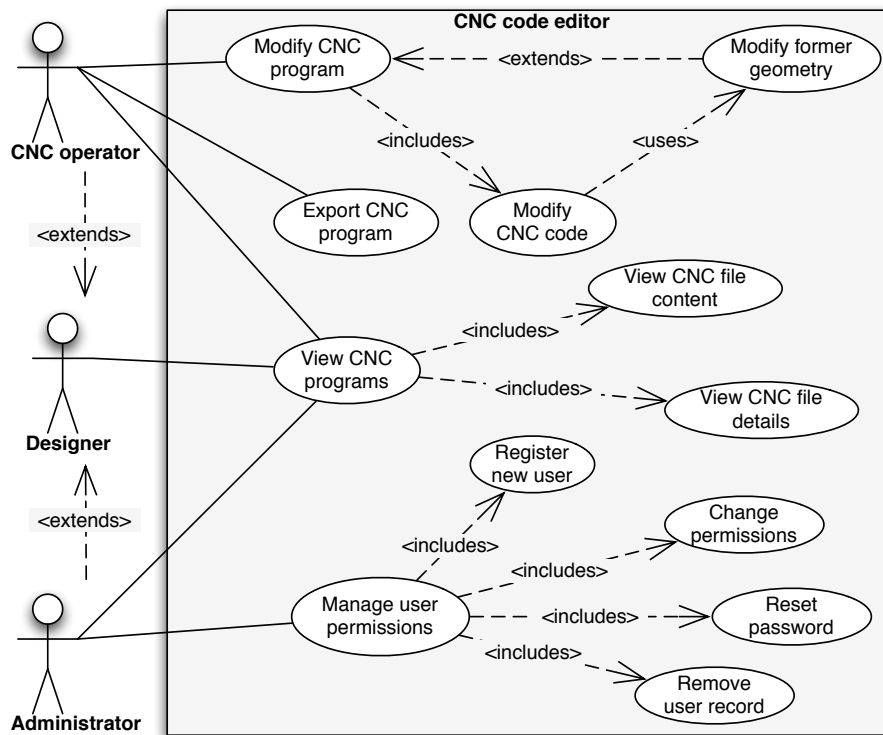 CNC code editor
Modify CNC
program
<extends>
Modify former
geometry
CNC operator
<includes>
<uses>
<extends>
Export CNC
program
Modify
CNC code
View CNC file
content
<includes>
View CNC
programs
<includes>
View CNC file
details
Designer
Register
new user
<extends>
Change
permissions
<includes>
<includes>
Manage user
permissions
<includes>
Reset
password
<includes>
Remove
user record
Administrator